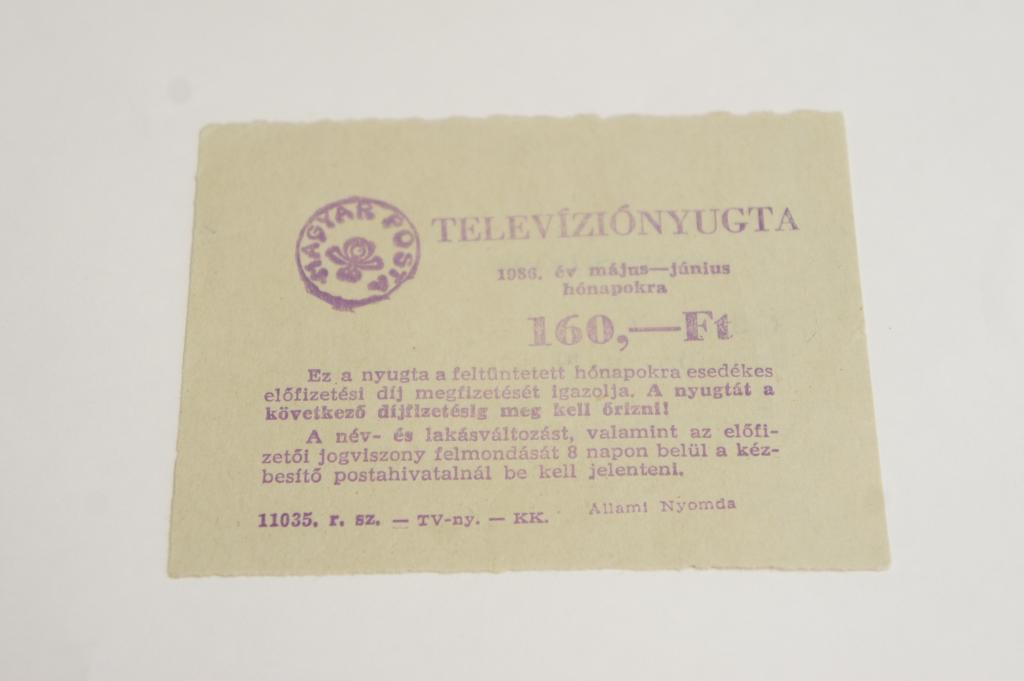 MAGYAR POSTA
TELEVÍZIÓNYUGTA
1986. év május—június
hónapokra
160,—Ft
Ez a nyugta a feltüntetett hónapokra esedékes
előfizetési díj megfizetését igazolja. A nyugtát a
következő díjfizetésig meg kell őrizni!
A név- és lakásváltozást, valamint az előfi-
zetői jogviszony felmondását 8 napon belül a kéz-
besítő postahivatalnál be kell jelenteni.
11035. r. sz. — TV-ny. — KK.
Állami Nyomda